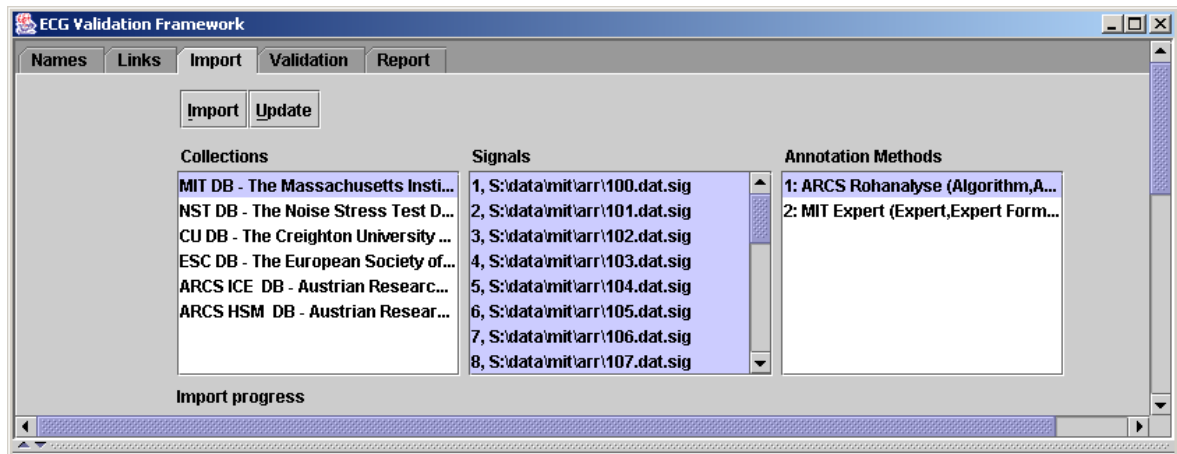 ECG Validation Framework
Names Links Import Validation Report
Import Update
Collections
MIT DB - The Massachusetts Insti...
NST DB - The Noise Stress Test D...
CU DB - The Creighton University ...
ESC DB - The European Society of...
ARCS ICE DB - Austrian Researc...
ARCS HSM DB - Austrian Resear...
Signals
1, S:\data\mit\arr\100.dat.sig
2, S:\data\mit\arr\101.dat.sig
3, S:\data\mit\arr\102.dat.sig
4, S:\data\mit\arr\103.dat.sig
5, S:\data\mit\arr\104.dat.sig
6, S:\data\mit\arr\105.dat.sig
7, S:\data\mit\arr\106.dat.sig
8, S:\data\mit\arr\107.dat.sig
Annotation Methods
1: ARCS Rohanalyse (Algorithm,A...
2: MIT Expert (Expert,Expert Form...
Import progress